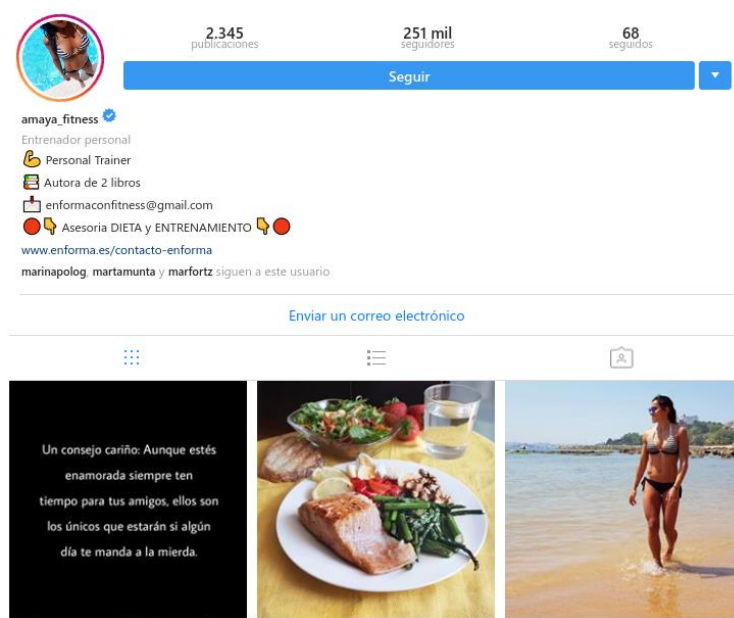 2.345 251 mil 68
publicaciones seguidores seguidos
Seguir
amaya_fitness
Entrenador personal
Personal Trainer
Autora de 2 libros
enformaconfitness@gmail.com
Asesoria DIETA y ENTRENAMIENTO
www.enforma.es/contacto-enforma
marinapolog, martamunta y marfortz siguen a este usuario
Enviar un correo electrónico
Un consejo cariño: Aunque estés
enamorada siempre ten
tiempo para tus amigos, ellos son
los únicos que estarán si algún
día te manda a la mierda.